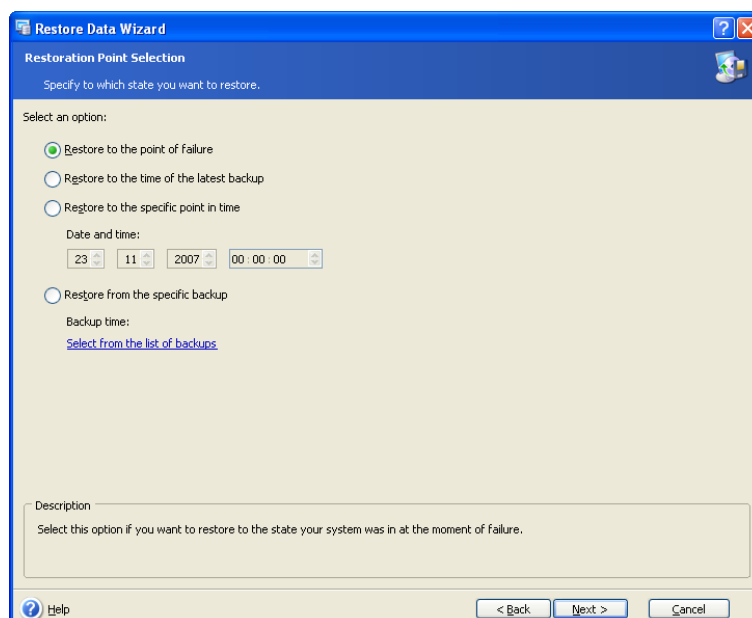 Restore Data Wizard
Restoration Point Selection
Specify to which state you want to restore.
Select an option:
Restore to the point of failure
Restore to the time of the latest backup
Restore to the specific point in time
Date and time:
23 11 2007 00 : 00 : 00
Restore from the specific backup
Backup time:
Select from the list of backups
Description
Select this option if you want to restore to the state your system was in at the moment of failure.
Help < Back Next > Cancel